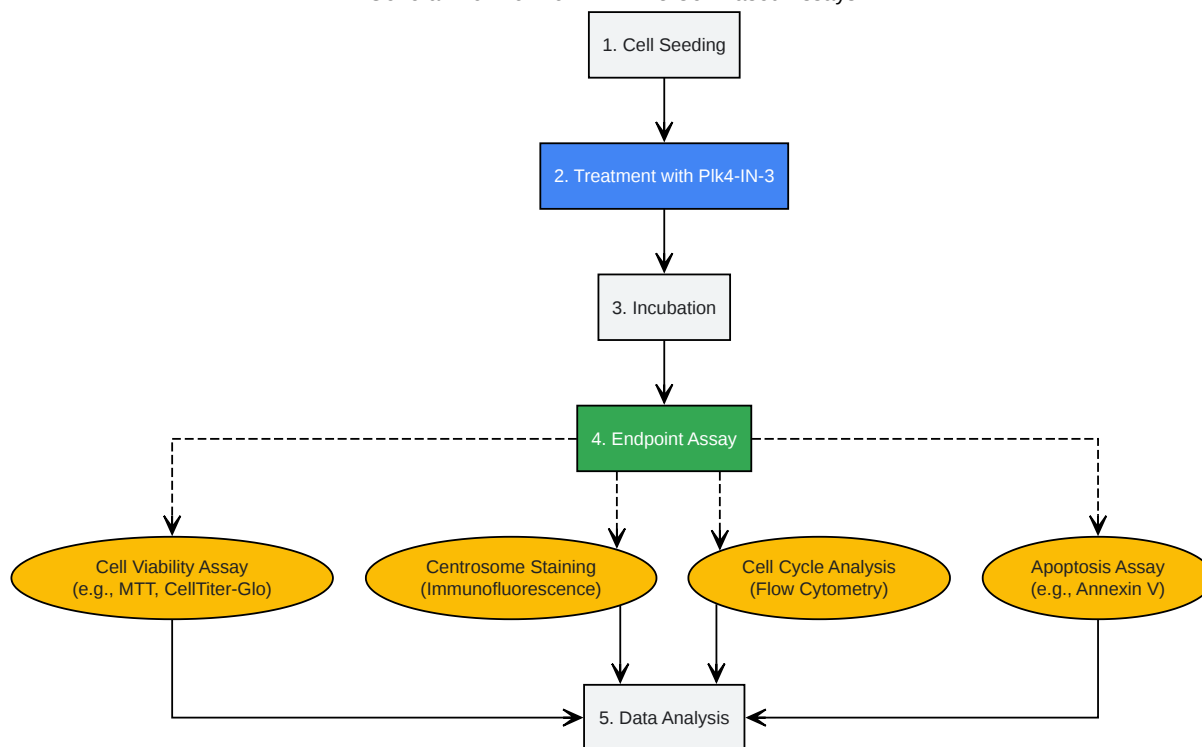 1. Cell Seeding
2. Treatment with Plk4-IN-3
3. Incubation
4. Endpoint Assay
Cell Viability Assay
(e.g., MTT, CellTiter-Glo)
Centrosome Staining
(Immunofluorescence)
Cell Cycle Analysis
(Flow Cytometry)
Apoptosis Assay
(e.g., Annexin V)
5. Data Analysis